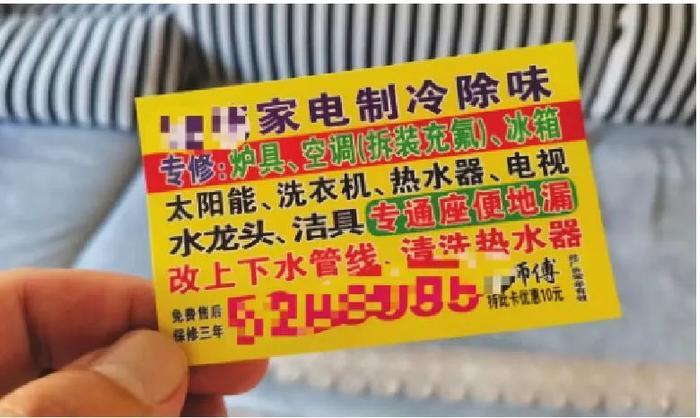 家电制冷除味
专修:炉具、空调(拆装充氟)、冰箱
太阳能、洗衣机、热水器、电视
水龙头、洁具专通座便地漏
改上下水管线、清洗热水器
师傅
免费售后
保修三年
持此卡优惠10元